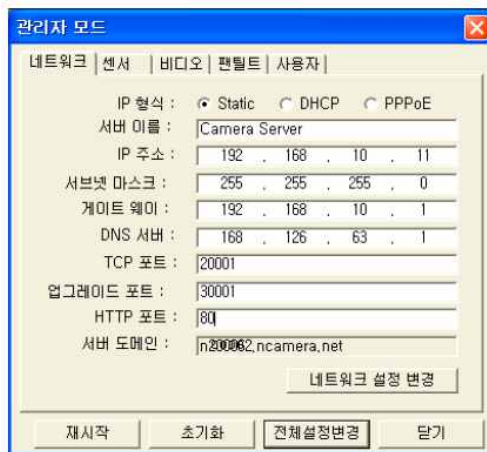 관리자 모드
네트워크 센서 비디오 팬틸트 사용자
IP 형식 : Static DHCP PPPoE
서버 이름 : Camera Server
IP 주소 : 192 . 168 . 10 . 11
서브넷 마스크 : 255 . 255 . 255 . 0
게이트 웨이 : 192 . 168 . 10 . 1
DNS 서버 : 168 . 126 . 63 . 1
TCP 포트 : 20001
업그레이드 포트 : 30001
HTTP 포트 : 80
서버 도메인 :
네트워크 설정 변경
재시작 초기화 전체설정변경 닫기